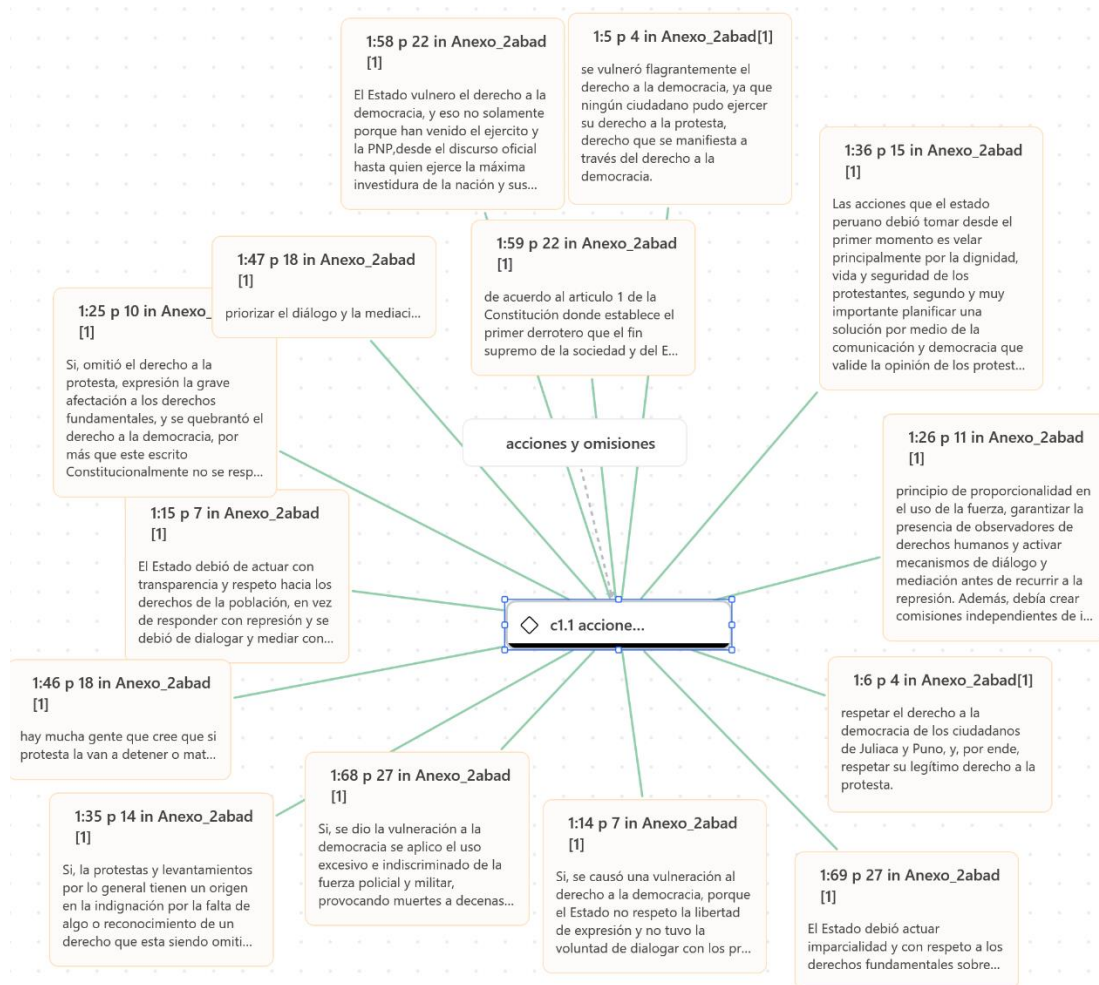 1:58 p 22 in Anexo_2abad
[1]
El Estado vulnero el derecho a la
democracia, y eso no solamente
porque han venido el ejercito y
la PNP,desde el discurso oficial
hasta quien ejerce la máxima
investidura de la nación y sus...
1:5 p 4 in Anexo_2abad[1]
se vulneró flagrantemente el
derecho a la democracia, ya que
ningún ciudadano pudo ejercer
su derecho a la protesta,
derecho que se manifiesta a
través del derecho a la
democracia.
1:36 p 15 in Anexo_2abad
[1]
Las acciones que el estado
peruano debió tomar desde el
primer momento es velar
principalmente por la dignidad,
vida y seguridad de los
protestantes, segundo y muy
importante planificar una
solución por medio de la
comunicación y democracia que
valide la opinión de los protest...
1:59 p 22 in Anexo_2abad
[1]
de acuerdo al articulo 1 de la
Constitución donde establece el
primer derrotero que el fin
supremo de la sociedad y del E...
1:47 p 18 in Anexo_2abad
[1]
priorizar el diálogo y la mediaci...
1:25 p 10 in Anexo_
[1]
Si, omitió el derecho a la
protesta, expresión la grave
afectación a los derechos
fundamentales, y se quebrantó el
derecho a la democracia, por
más que este escrito
Constitucionalmente no se resp...
acciones y omisiones
1:26 p 11 in Anexo_2abad
[1]
principio de proporcionalidad en
el uso de la fuerza, garantizar la
presencia de observadores de
derechos humanos y activar
mecanismos de diálogo y
mediación antes de recurrir a la
represión. Además, debía crear
comisiones independientes de i...
1:15 p 7 in Anexo_2abad
[1]
El Estado debió de actuar con
transparencia y respeto hacia los
derechos de la población, en vez
de responder con represión y se
debió de dialogar y mediar con...
c1.1 accione...
1:46 p 18 in Anexo_2abad
[1]
hay mucha gente que cree que si
protesta la van a detener o mat...
1:6 p 4 in Anexo_2abad[1]
respetar el derecho a la
democracia de los ciudadanos
de Juliaca y Puno, y, por ende,
respetar su legítimo derecho a la
protesta.
1:68 p 27 in Anexo_2abad
[1]
Si, se dio la vulneración a la
democracia se aplico el uso
excesivo e indiscriminado de la
fuerza policial y militar,
provocando muertes a decenas...
1:35 p 14 in Anexo_2abad
[1]
Si, la protestas y levantamientos
por lo general tienen un origen
en la indignación por la falta de
algo o reconocimiento de un
derecho que esta siendo omiti...
1:14 p 7 in Anexo_2abad
[1]
Si, se causó una vulneración al
derecho a la democracia, porque
el Estado no respeto la libertad
de expresión y no tuvo la
voluntad de dialogar con los pr...
1:69 p 27 in Anexo_2abad
[1]
El Estado debió actuar
imparcialidad y con respeto a los
derechos fundamentales sobre...